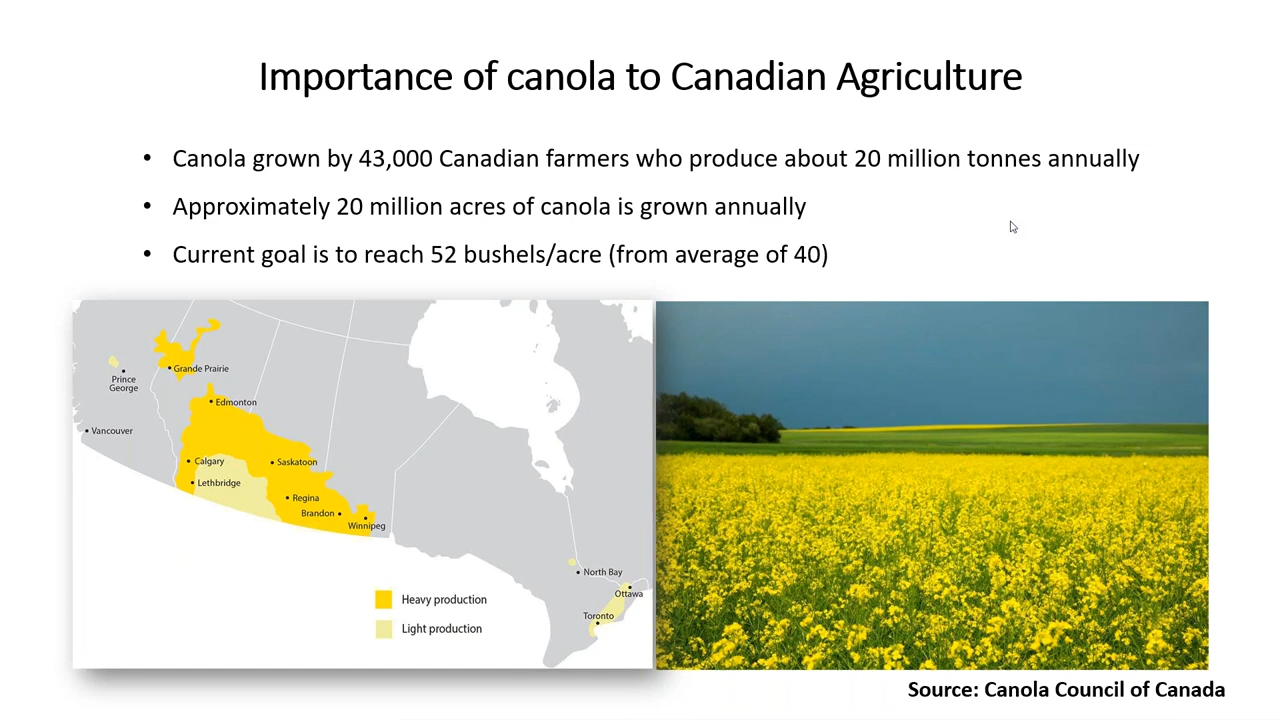 Importance of canola to Canadian Agriculture
• Canola grown by 43,000 Canadian farmers who produce about 20 million tonnes annually
• Approximately 20 million acres of canola is grown annually
• Current goal is to reach 52 bushels/acre (from average of 40)
Grande Prairie
Prince
George
Edmonton
Vancouver
Calgary
Saskatoon
Lethbridge
Regina
Brandon
Winnipeg
North Bay
Ottawa
Toronto
Heavy production
Light production
Source: Canola Council of Canada